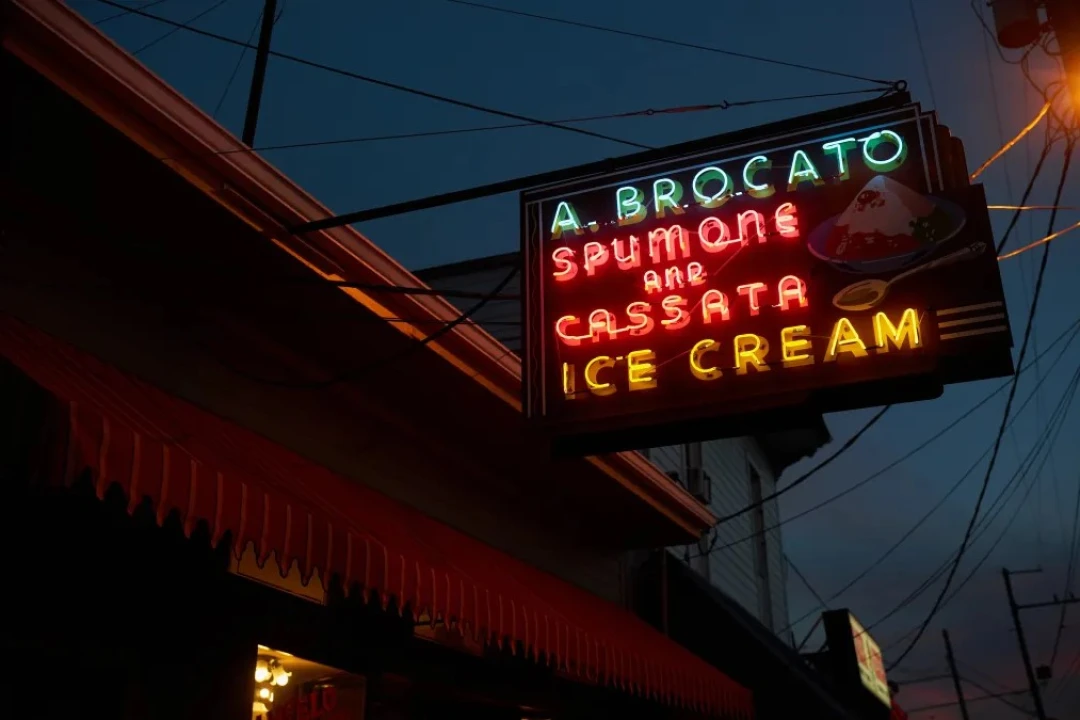 A. BROCATO
SPUMONE
AND
CASSATA
ICE CREAM